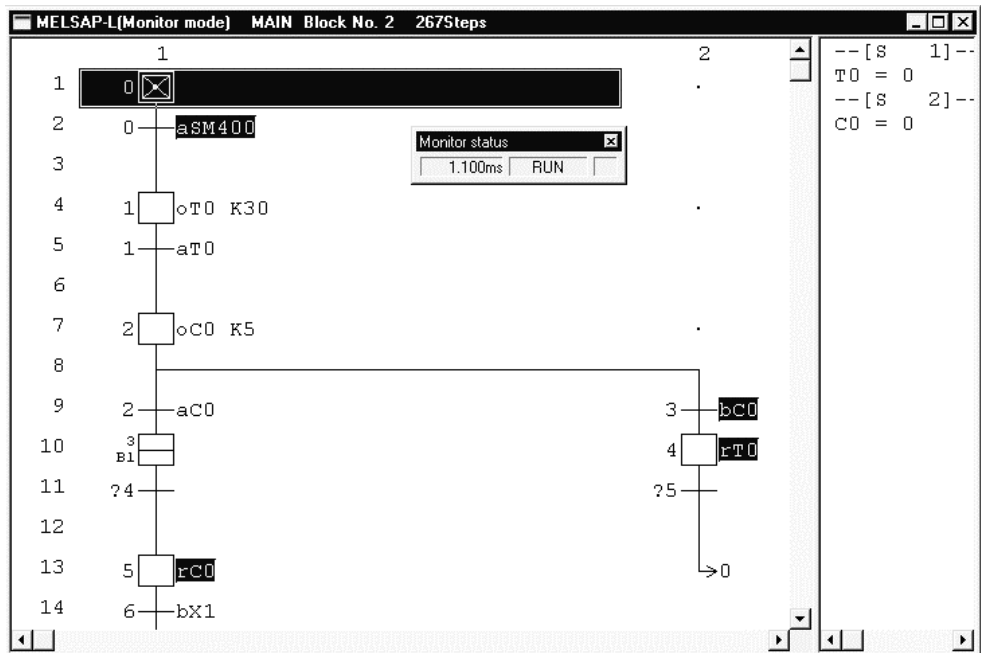 MELSAP-L(Monitor mode) MAIN Block No. 2 267Steps
1 2
1 0
2 0 aSM400
Monitor status
1.100ms RUN
3
4 1 oT0 K30
5 1 aT0
6
7 2 oC0 K5
8
9 2 aC0 3 bC0
10 3 B1 4 rT0
11 ?4 ?5
12
13 5 rC0 0
14 6 bX1
--[S 1]--
T0 = 0
--[S 2]--
C0 = 0